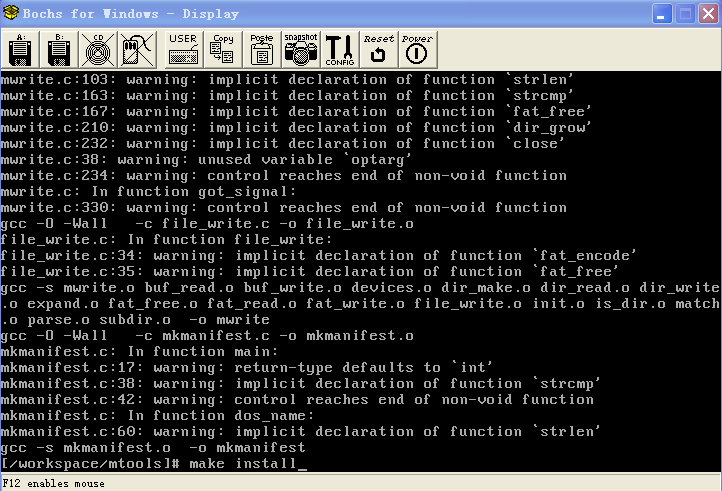 Bochs for Windows - Display
A:
B:
CD
USER
Copy
Paste
snapshot
CONFIG
Reset
Power
mwrite.c:103: warning: implicit declaration of function `strlen'
mwrite.c:163: warning: implicit declaration of function `strcmp'
mwrite.c:167: warning: implicit declaration of function `fat_free'
mwrite.c:210: warning: implicit declaration of function `dir_grow'
mwrite.c:232: warning: implicit declaration of function `close'
mwrite.c:38: warning: unused variable `optarg'
mwrite.c:234: warning: control reaches end of non-void function
mwrite.c: In function got_signal:
mwrite.c:330: warning: control reaches end of non-void function
gcc -O -Wall   -c file_write.c -o file_write.o
file_write.c: In function file_write:
file_write.c:34: warning: implicit declaration of function `fat_encode'
file_write.c:35: warning: implicit declaration of function `fat_free'
gcc -s mwrite.o buf_read.o buf_write.o devices.o dir_make.o dir_read.o dir_write
.o expand.o fat_free.o fat_read.o fat_write.o file_write.o init.o is_dir.o match
.o parse.o subdir.o  -o mwrite
gcc -O -Wall   -c mkmanifest.c -o mkmanifest.o
mkmanifest.c: In function main:
mkmanifest.c:17: warning: return-type defaults to `int'
mkmanifest.c:38: warning: implicit declaration of function `strcmp'
mkmanifest.c:42: warning: control reaches end of non-void function
mkmanifest.c: In function dos_name:
mkmanifest.c:60: warning: implicit declaration of function `strlen'
gcc -s mkmanifest.o  -o mkmanifest
[/workspace/mtools]# make install_
F12 enables mouse